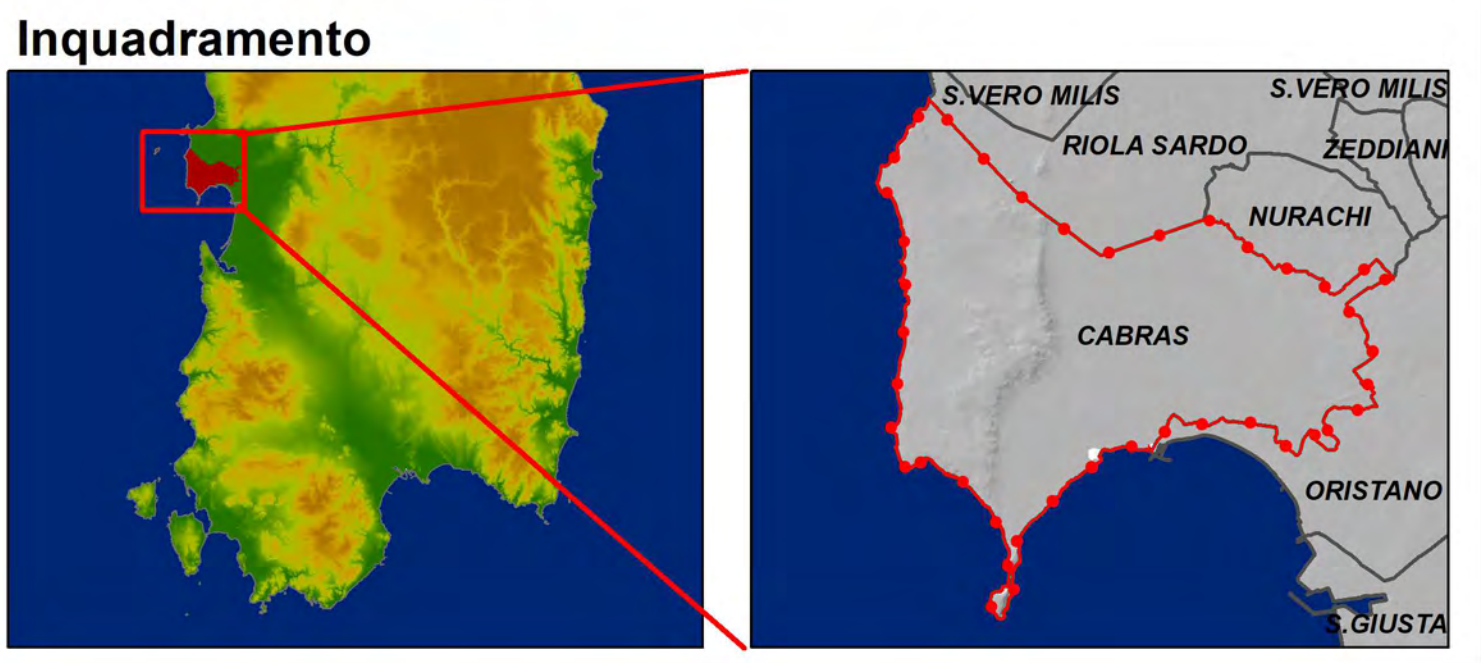 Inquadramento
S.VERO MILIS
S.VERO MILIS
RIOLA SARDO
ZEDDIANI
NURACHI
CABRAS
ORISTANO
S.GIUSTA